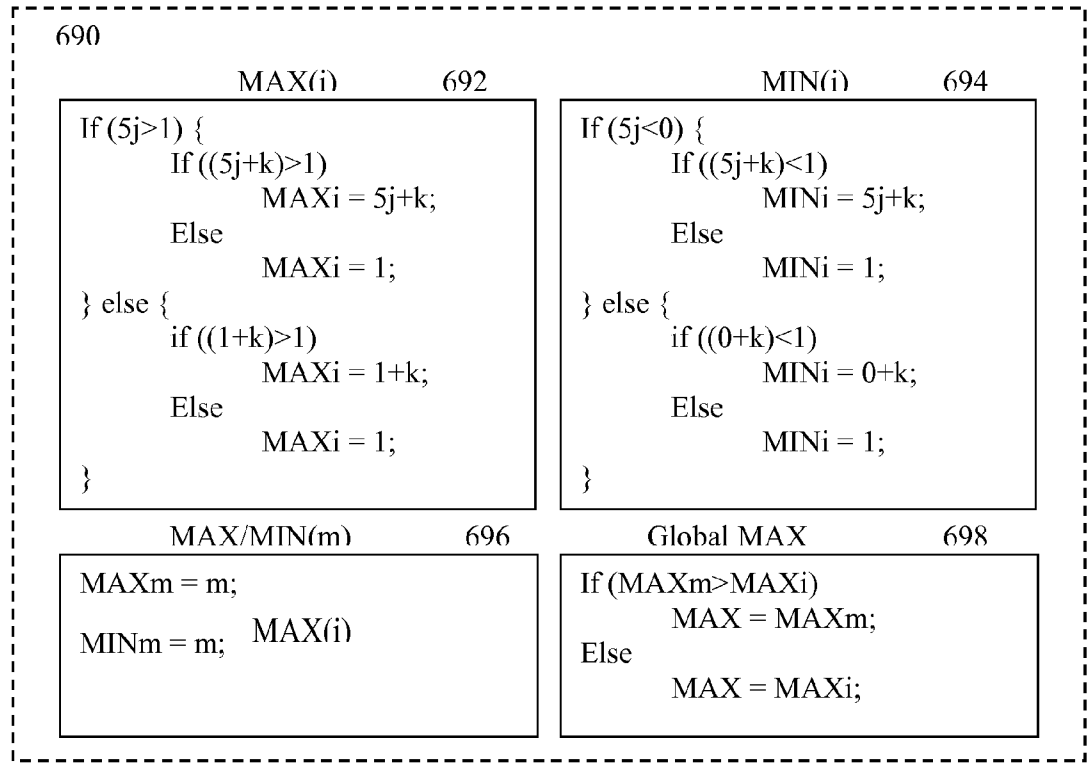 690
MAX(i) 692
If (5j>1) {
If ((5j+k)>1)
MAXi = 5j+k;
Else
MAXi = 1;
} else {
if ((1+k)>1)
MAXi = 1+k;
Else
MAXi = 1;
}
MIN(i) 694
If (5j<0) {
If ((5j+k)<1)
MINi = 5j+k;
Else
MINi = 1;
} else {
if ((0+k)<1)
MINi = 0+k;
Else
MINi = 1;
}
MAX/MIN(m) 696
MAXm = m;
MINm = m; MAX(i)
Global MAX 698
If (MAXm>MAXi)
MAX = MAXm;
Else
MAX = MAXi;